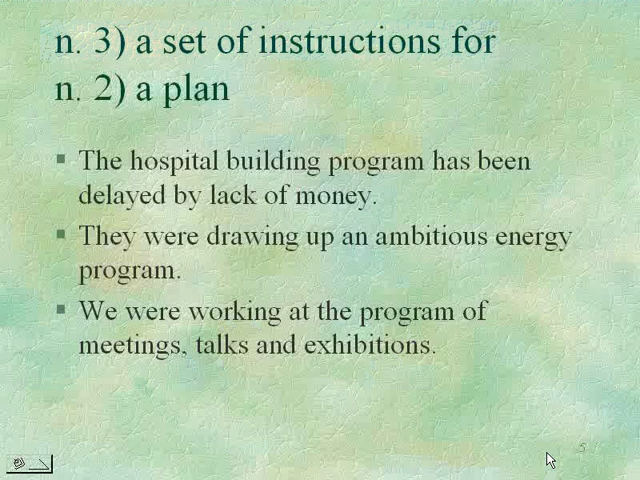 n. 3) a set of instructions for
n. 2) a plan
The hospital building program has been
delayed by lack of money.
They were drawing up an ambitious energy
program.
We were working at the program of
meetings, talks and exhibitions.
5